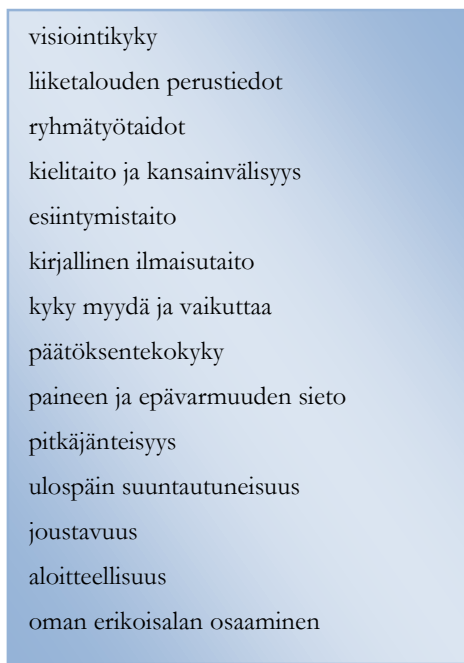 visiointikyky
liiketalouden perustiedot
ryhmätyötaidot
kielitaito ja kansainvälisyys
esiintymistaito
kirjallinen ilmaisutaito
kyky myydä ja vaikuttaa
päätöksentekokyky
paineen ja epävarmuuden sieto
pitkäjänteisyys
ulospäin suuntautuneisuus
joustavuus
aloitteellisuus
oman erikoisalan osaaminen